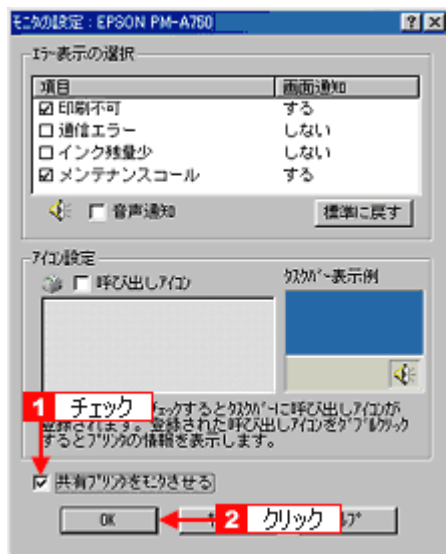 モニタの設定：EPSON PM-A750
エラー表示の選択
項目 画面通知
印刷不可 する
通信エラー しない
インク残量少 しない
メンテナンスコール する
音声通知 標準に戻す
アイコン設定
呼び出しアイコン タスクバー表示例
1 チェック ェックするとタスクバーに呼び出しアイコンが
登録されます。登録された呼び出しアイコンをダブルクリック
するとプリンタの情報を表示します。
共有プリンタをモニタさせる
OK 2 クリック